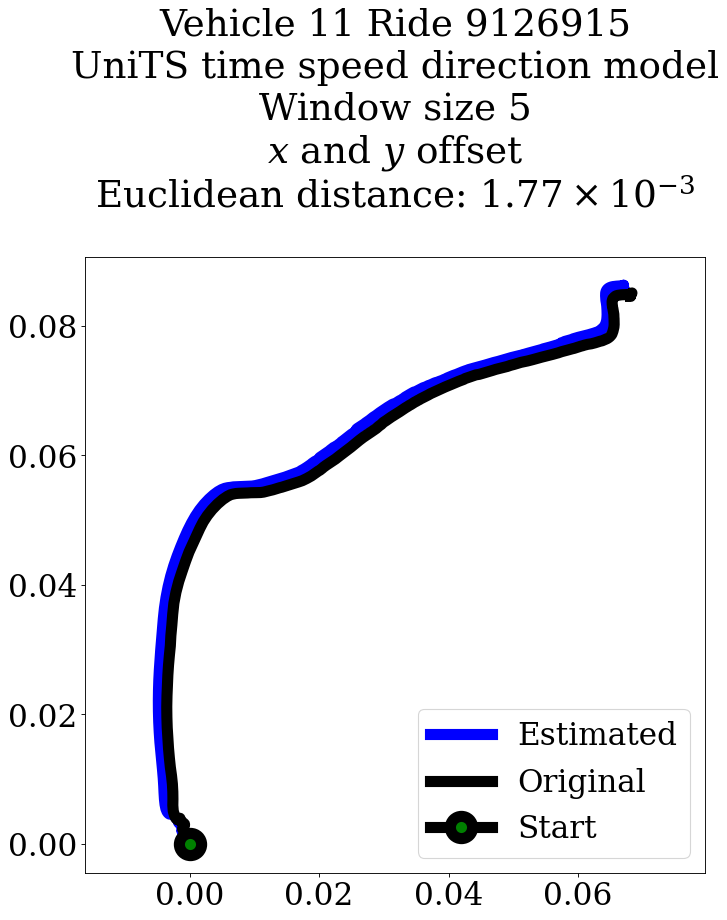 Vehicle 11 Ride 9126915
UniTS time speed direction model
Window size 5
x and y offset
Euclidean distance: 1.77 × 10⁻³
0.08
0.06
0.04
0.02
0.00
Estimated
Original
Start
0.00 0.02 0.04 0.06